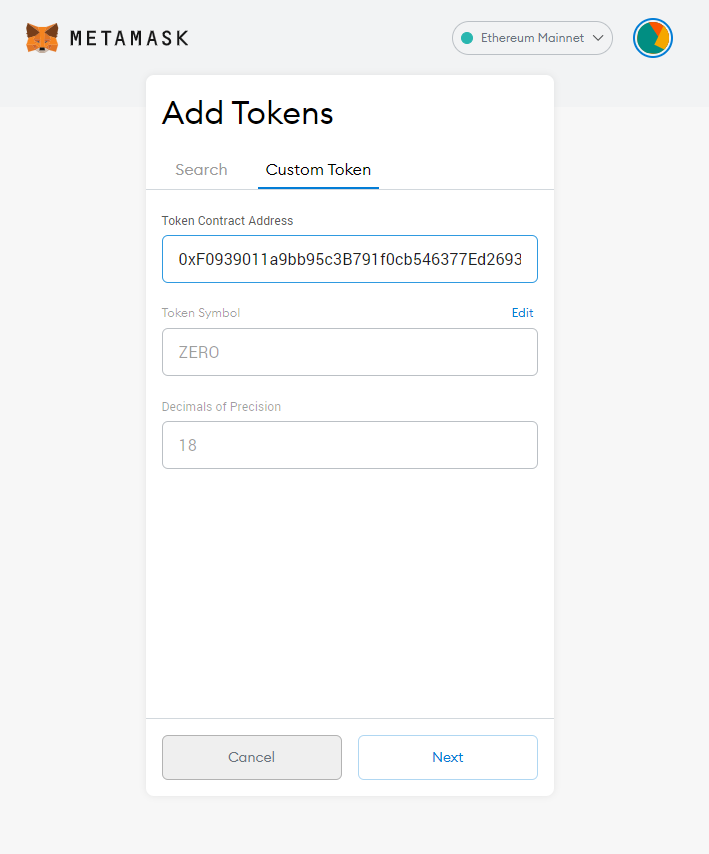 METAMASK
Ethereum Mainnet
Add Tokens
Search Custom Token
Token Contract Address
0xF0939011a9bb95c3B791f0cb546377Ed2693
Token Symbol Edit
ZERO
Decimals of Precision
18
Cancel Next